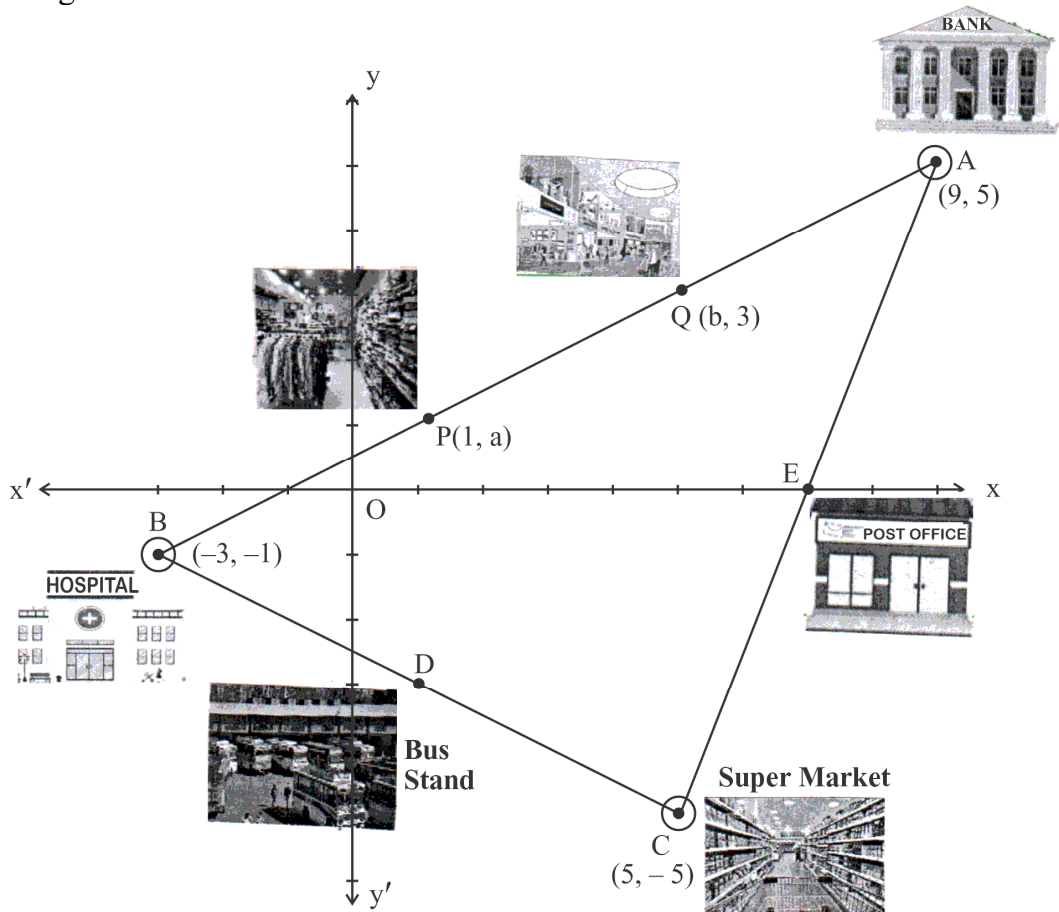 BANK
y
A
(9, 5)
Q (b, 3)
P(1, a)
x′
E
x
O
B
(–3, –1)
POST OFFICE
HOSPITAL
D
Bus
Stand
Super Market
C
(5, – 5)
y′